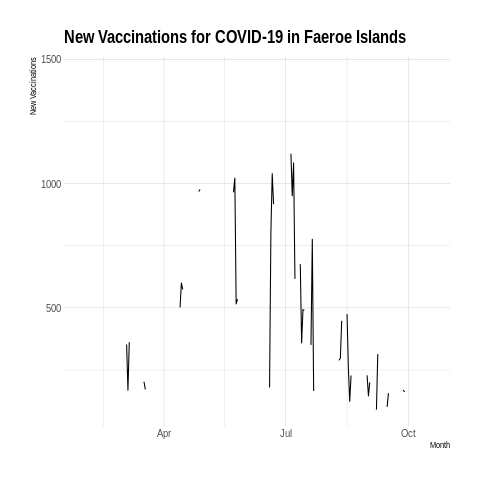 New Vaccinations for COVID-19 in Faeroe Islands
New Vaccinations
1500
1000
500
Apr
Jul
Oct
Month